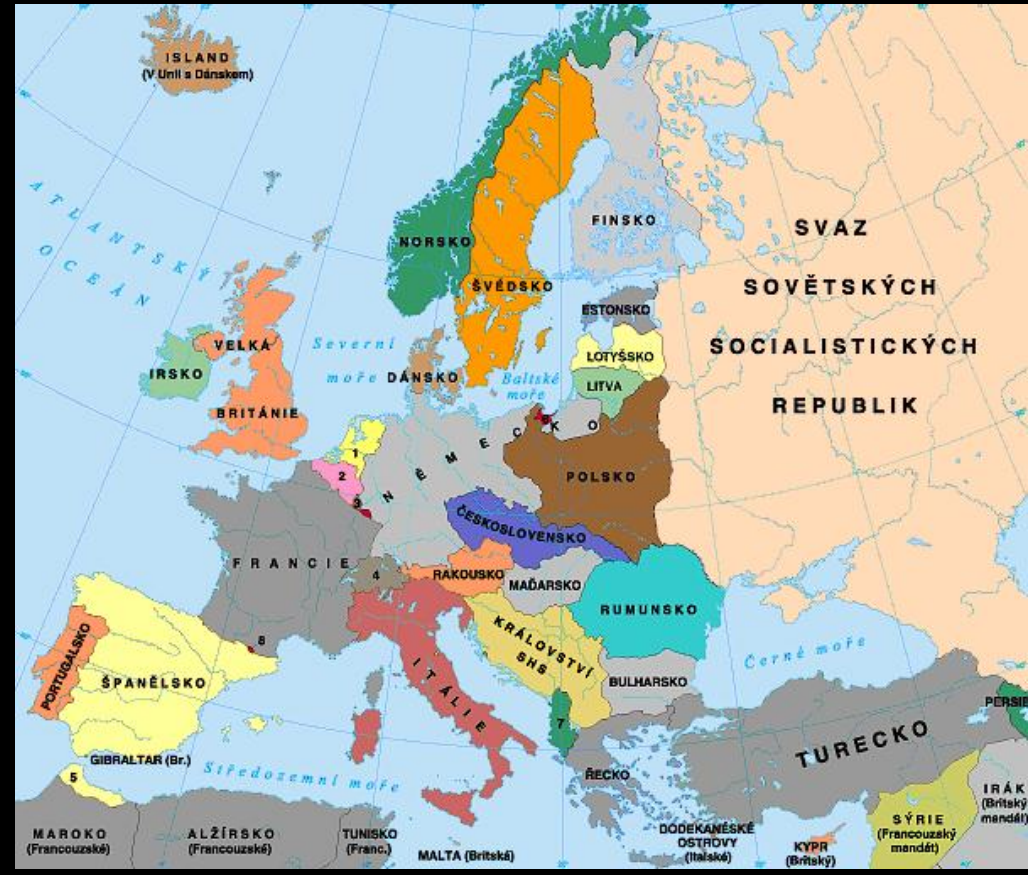 ISLAND
(V Unii s Dánskem)
ATLÁNTSKÝ
OCEÁN
NORSKO
FINSKO
ŠVÉDSKO
SVAZ
SOVĚTSKÝCH
SOCIALISTICKÝCH
REPUBLIK
ESTONSKO
LOTYŠSKO
LITVA
Severní
moře
DÁNSKO
Baltské
moře
IRSKO
VELKÁ
BRITÁNIE
1
2
3
NĚMECKO
POLSKO
ČESKOSLOVENSKO
FRANCIE
4
RAKOUSKO
MAĎARSKO
RUMUNSKO
KRÁLOVSTVÍ
SHS
Černé moře
8
PORTUGALSKO
ŠPANĚLSKO
ITÁLIE
BULHARSKO
7
PERSIE
TURECKO
GIBRALTAR (Br.)
5
Středozemní moře
ŘECKO
IRÁK
(Britský
mandát)
SÝRIE
(Francouzský
mandát)
MAROKO
(Francouzské)
ALŽÍRSKO
(Francouzské)
TUNISKO
(Franc.)
MALTA (Britská)
DODEKANÉSKÉ
OSTROVY
(Italské)
KYPR
(Britský)